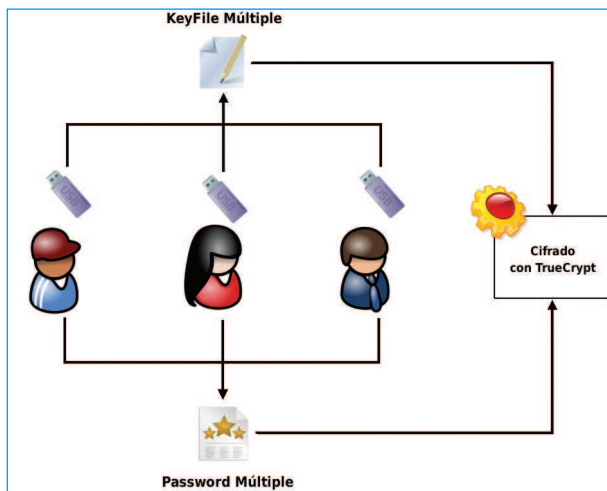 KeyFile Múltiple
USB
USB
USB
Cifrado
con TrueCrypt
Password Múltiple